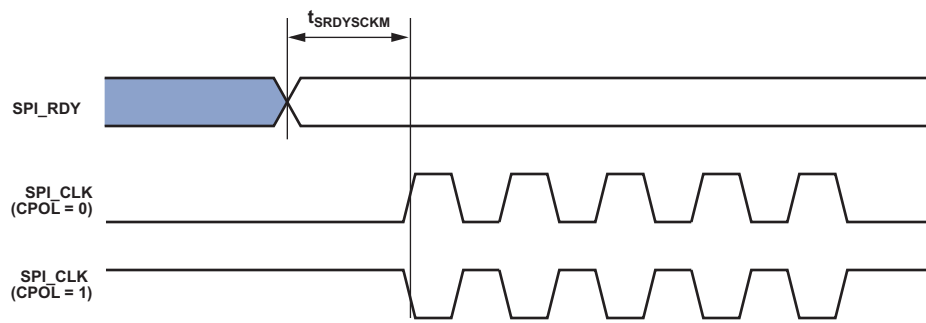 tSRDYSCKM
SPI_RDY
SPI_CLK
(CPOL = 0)
SPI_CLK
(CPOL = 1)